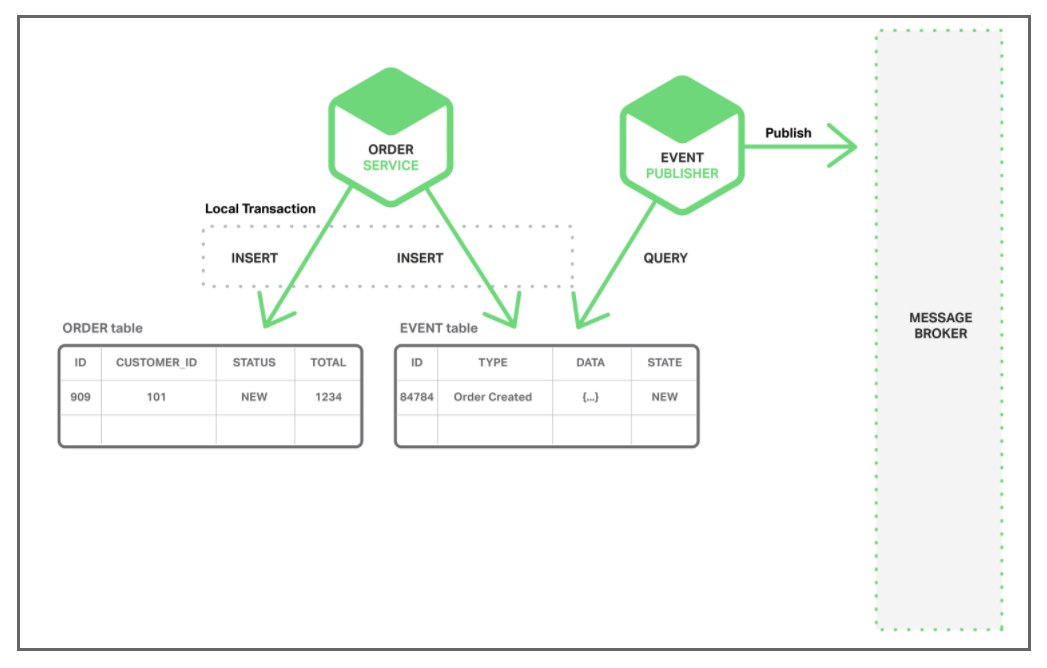 ORDER
SERVICE
EVENT
PUBLISHER
Publish
Local Transaction
INSERT
INSERT
QUERY
MESSAGE
BROKER
ORDER table
ID CUSTOMER_ID STATUS TOTAL
909 101 NEW 1234
EVENT table
ID TYPE DATA STATE
84784 Order Created {...} NEW